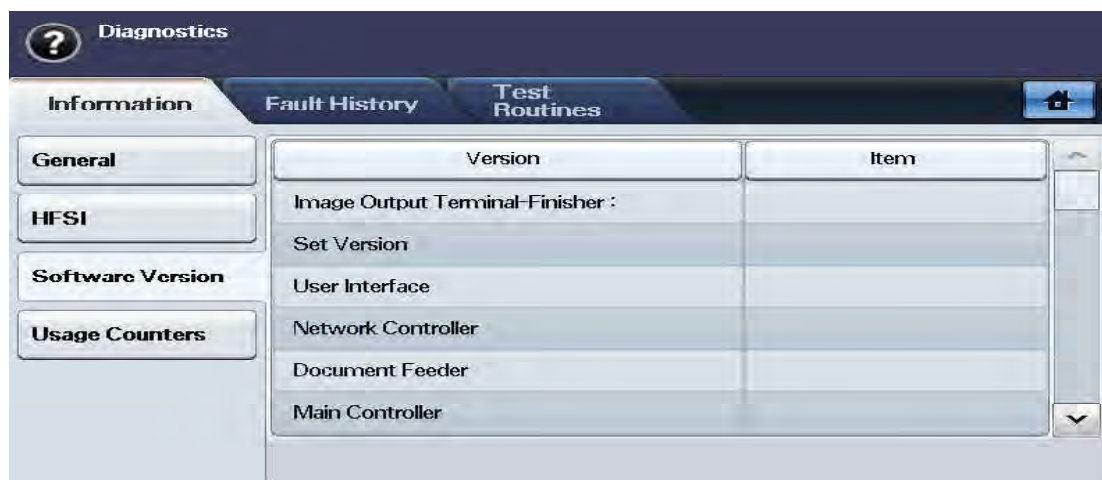 Diagnostics
Information
Fault History
Test
Routines
General
HFSI
Software Version
Usage Counters
Version
Item
Image Output Terminal-Finisher :
Set Version
User Interface
Network Controller
Document Feeder
Main Controller